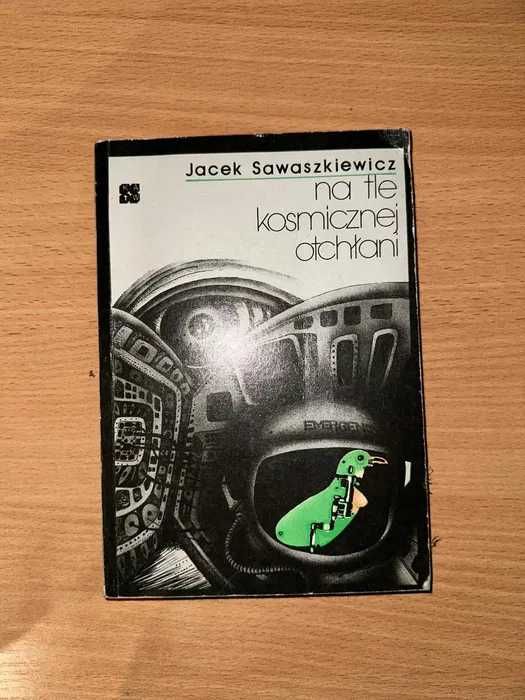 Jacek Sawaszkiewicz
na tle
kosmicznej
otchłani
EMERGEN